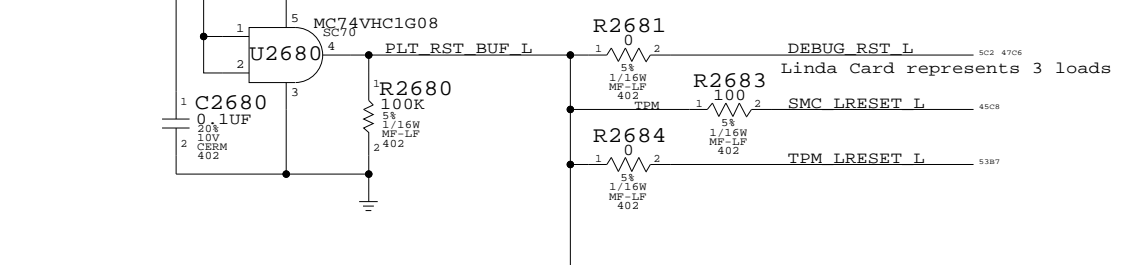 5
MC74VHC1G08
SC70
1
U2680
4
2
3
PLT_RST_BUF_L
1
R2680
100K
5%
1/16W
MF-LF
402
2
1
C2680
0.1UF
20%
10V
CERM
402
2
R2681
0
1
2
5%
1/16W
MF-LF
402
DEBUG_RST_L
5C2 47C6
Linda Card represents 3 loads
R2683
100
TPM
1
2
5%
1/16W
MF-LF
402
SMC_LRESET_L
45C8
R2684
0
1
2
5%
1/16W
MF-LF
402
TPM_LRESET_L
53B7